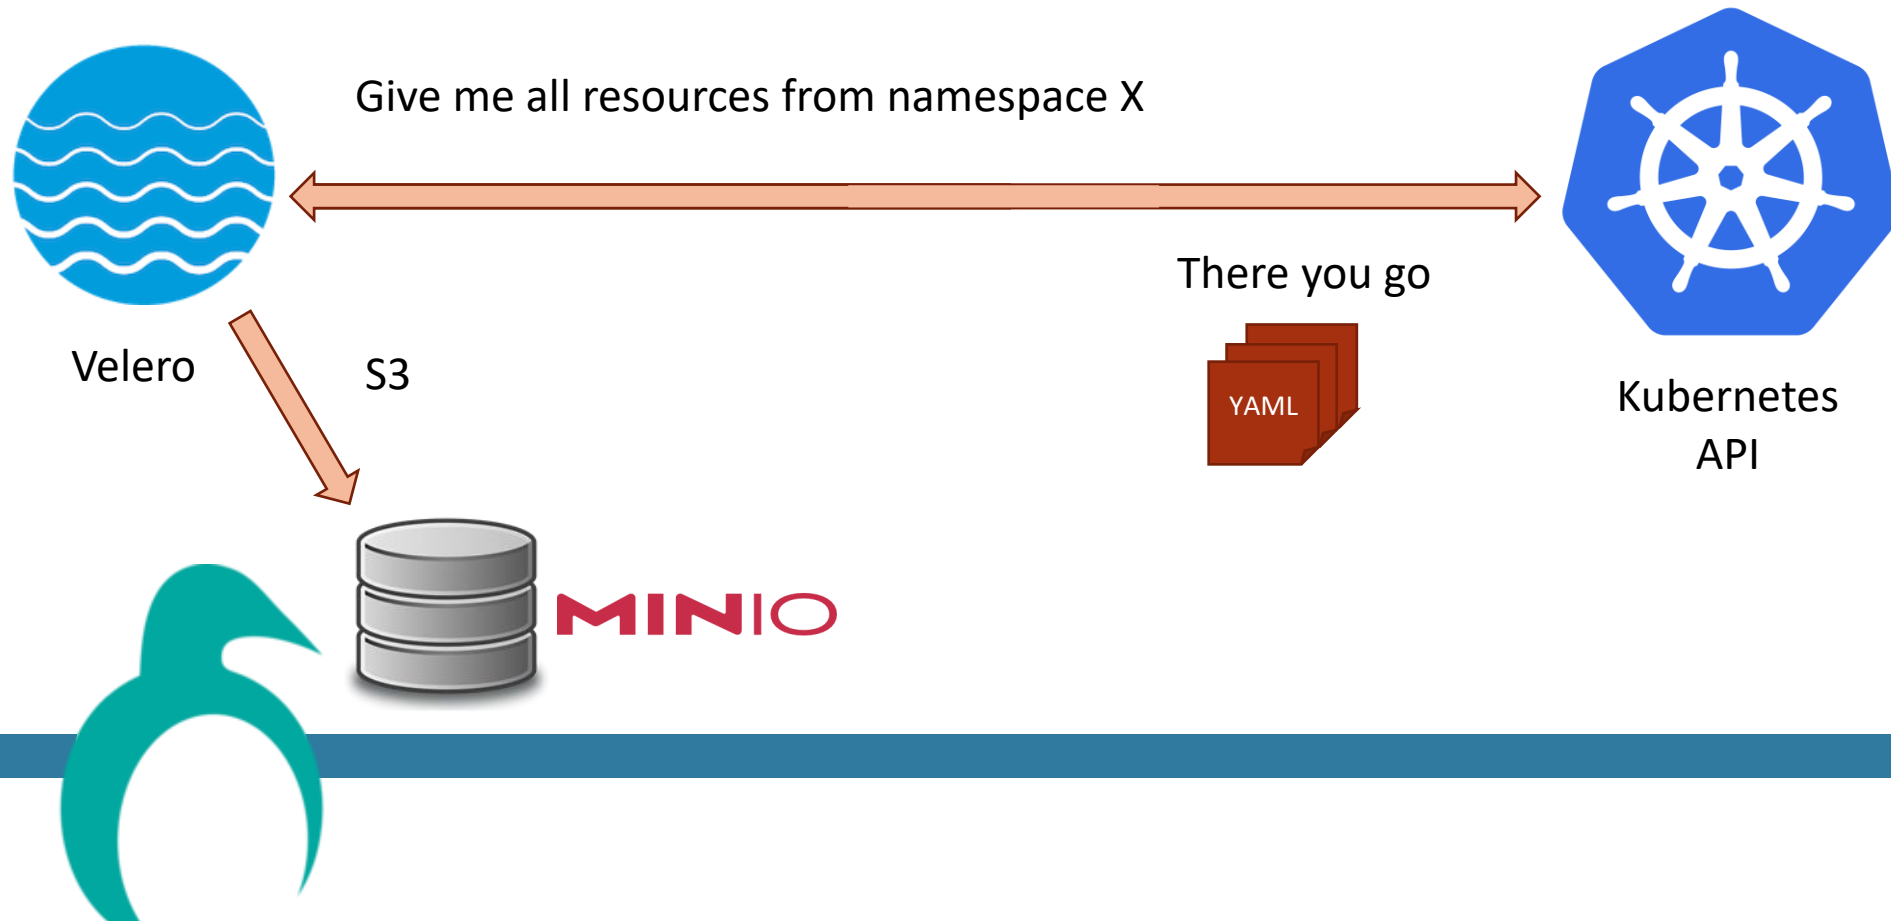 Give me all resources from namespace X
There you go
Velero
S3
YAML
Kubernetes
API
MINIO